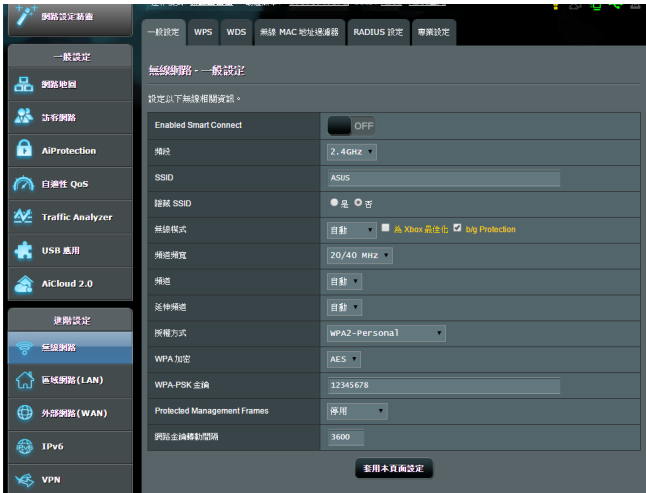 網路設定精靈
一般設定
網路地圖
訪客網路
AiProtection
自適性 QoS
Traffic Analyzer
USB 應用
AiCloud 2.0
進階設定
無線網路
區域網路(LAN)
外部網路(WAN)
IPv6
VPN
一般設定 WPS WDS 無線 MAC 地址過濾器 RADIUS 設定 專業設定
無線網路 - 一般設定
設定以下無線相關資訊。
Enabled Smart Connect OFF
頻段 2.4GHz
SSID ASUS
隱藏 SSID 是 否
無線模式 自動 為 Xbox 最佳化 b/g Protection
頻道頻寬 20/40 MHz
頻道 自動
延伸頻道 自動
授權方式 WPA2-Personal
WPA 加密 AES
WPA-PSK 金鑰 12345678
Protected Management Frames 停用
網路金鑰轉動間隔 3600
套用本頁面設定